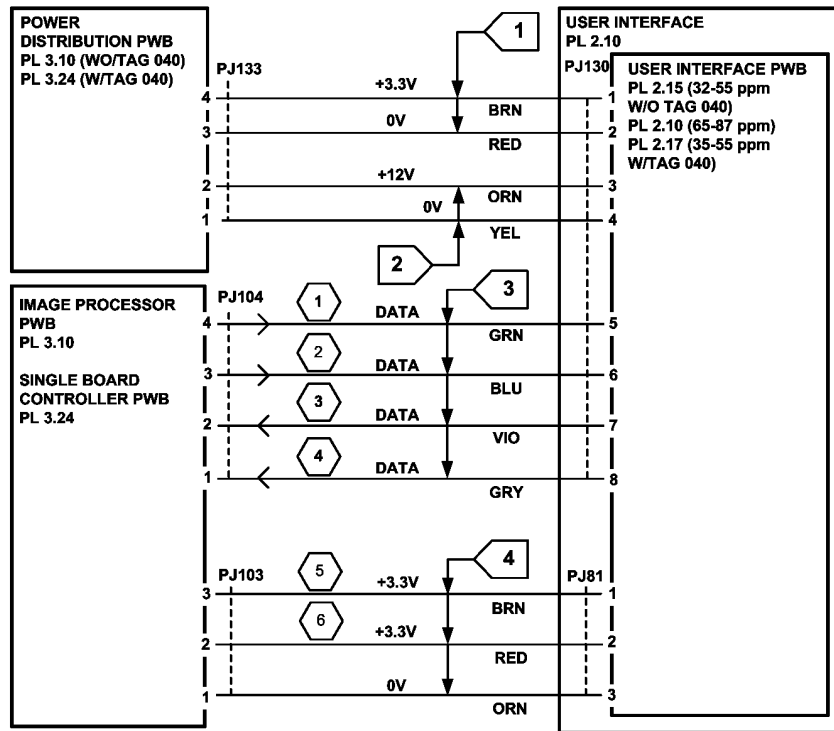 POWER
DISTRIBUTION PWB
PL 3.10 (WO/TAG 040)
PL 3.24 (W/TAG 040)
PJ133
4
3
2
1
+3.3V
0V
+12V
0V
BRN
RED
ORN
YEL
1
2
USER INTERFACE
PL 2.10
PJ130
USER INTERFACE PWB
PL 2.15 (32-55 ppm
W/O TAG 040)
PL 2.10 (65-87 ppm)
PL 2.17 (35-55 ppm
W/TAG 040)
1
2
3
4
IMAGE PROCESSOR
PWB
PL 3.10
SINGLE BOARD
CONTROLLER PWB
PL 3.24
PJ104
4
3
2
1
1
2
3
4
DATA
DATA
DATA
DATA
3
GRN
BLU
VIO
GRY
5
6
7
8
PJ103
3
2
1
5
6
+3.3V
+3.3V
0V
4
BRN
RED
ORN
PJ81
1
2
3